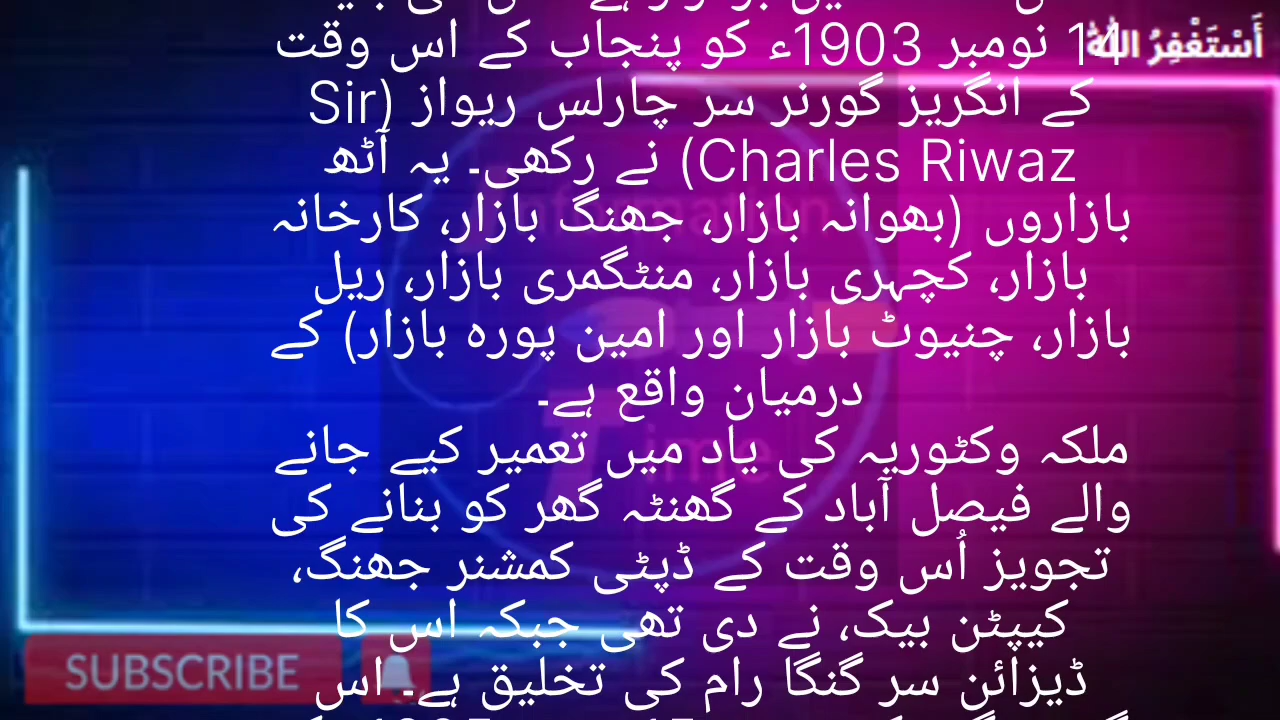 14 نومبر 1903ء کو پنجاب کے اس وقت
أَسْتَغْفِرُ اللّٰهَ
کے انگریز گورنر سر چارلس ریواز (Sir
Charles Riwaz) نے رکھی۔ یہ آٹھ
بازاروں (بھوانہ بازار، جھنگ بازار، کارخانہ
بازار، کچہری بازار، منٹگمری بازار، ریل
بازار، چنیوٹ بازار اور امین پورہ بازار) کے
درمیان واقع ہے۔
ime
ملکہ وکٹوریہ کی یاد میں تعمیر کیے جانے
والے فیصل آباد کے گھنٹہ گھر کو بنانے کی
تجویز اُس وقت کے ڈپٹی کمشنر جھنگ،
کیپٹن بیک، نے دی تھی جبکہ اس کا
ڈیزائن سر گنگا رام کی تخلیق ہے۔ اس
SUBSCRIBE